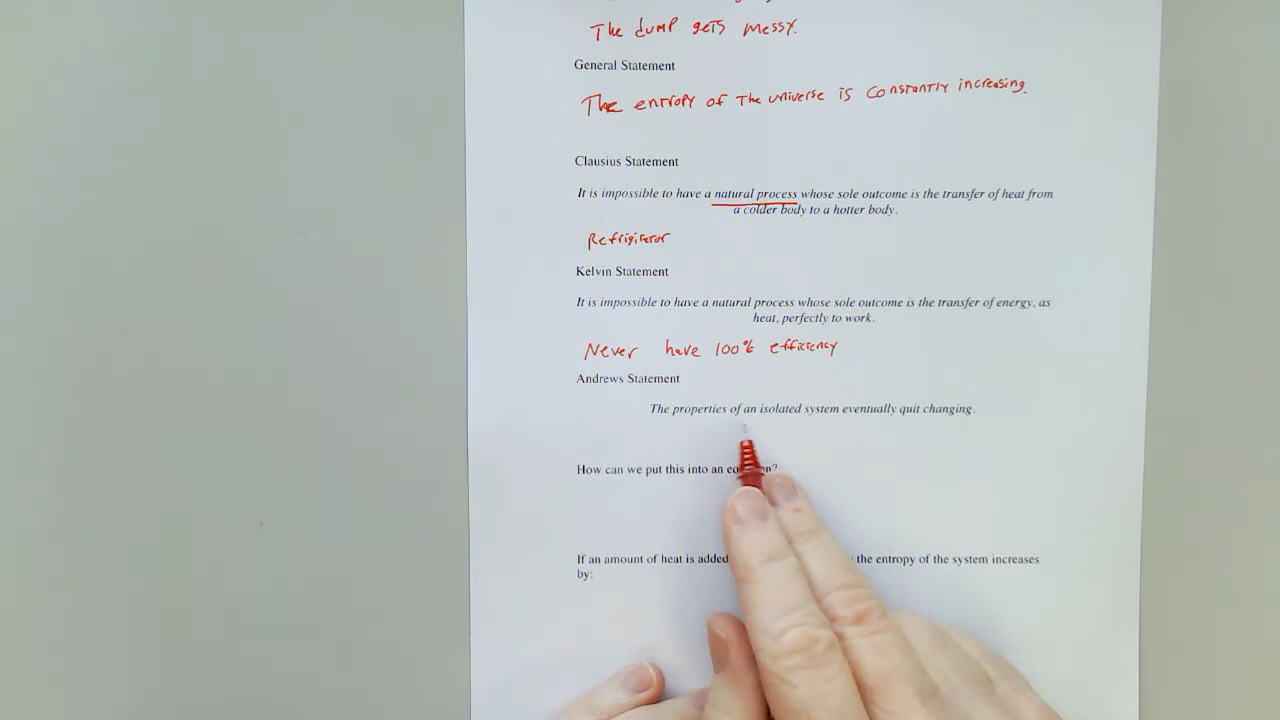 The dump gets messy.
General Statement
The entropy of the universe is constantly increasing.
Clausius Statement
It is impossible to have a natural process whose sole outcome is the transfer of heat from
a colder body to a hotter body.
Refrigirator
Kelvin Statement
It is impossible to have a natural process whose sole outcome is the transfer of energy, as
heat, perfectly to work.
Never have 100% efficiency
Andrews Statement
The properties of an isolated system eventually quit changing.
How can we put this into an
If an amount of heat is added the entropy of the system increases
by: